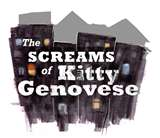 The
SCREAMS
of Kitty
Genovese